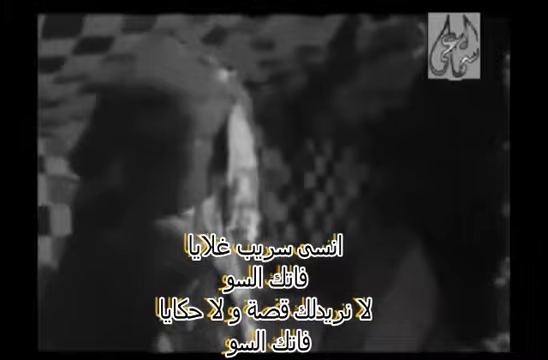 انسى سريب غلايا
فاتك السو
لا نريدلك قصة و لا حكايا
فاتك السو